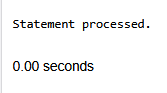 Statement processed.
0.00 seconds